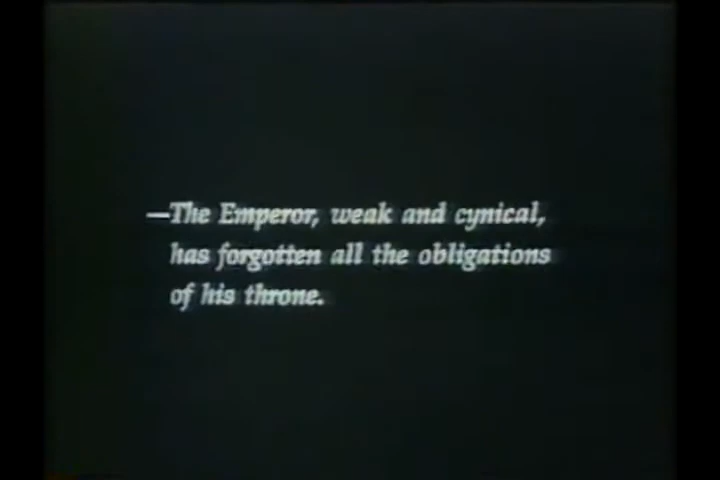 —The Emperor, weak and cynical,
has forgotten all the obligations
of his throne.